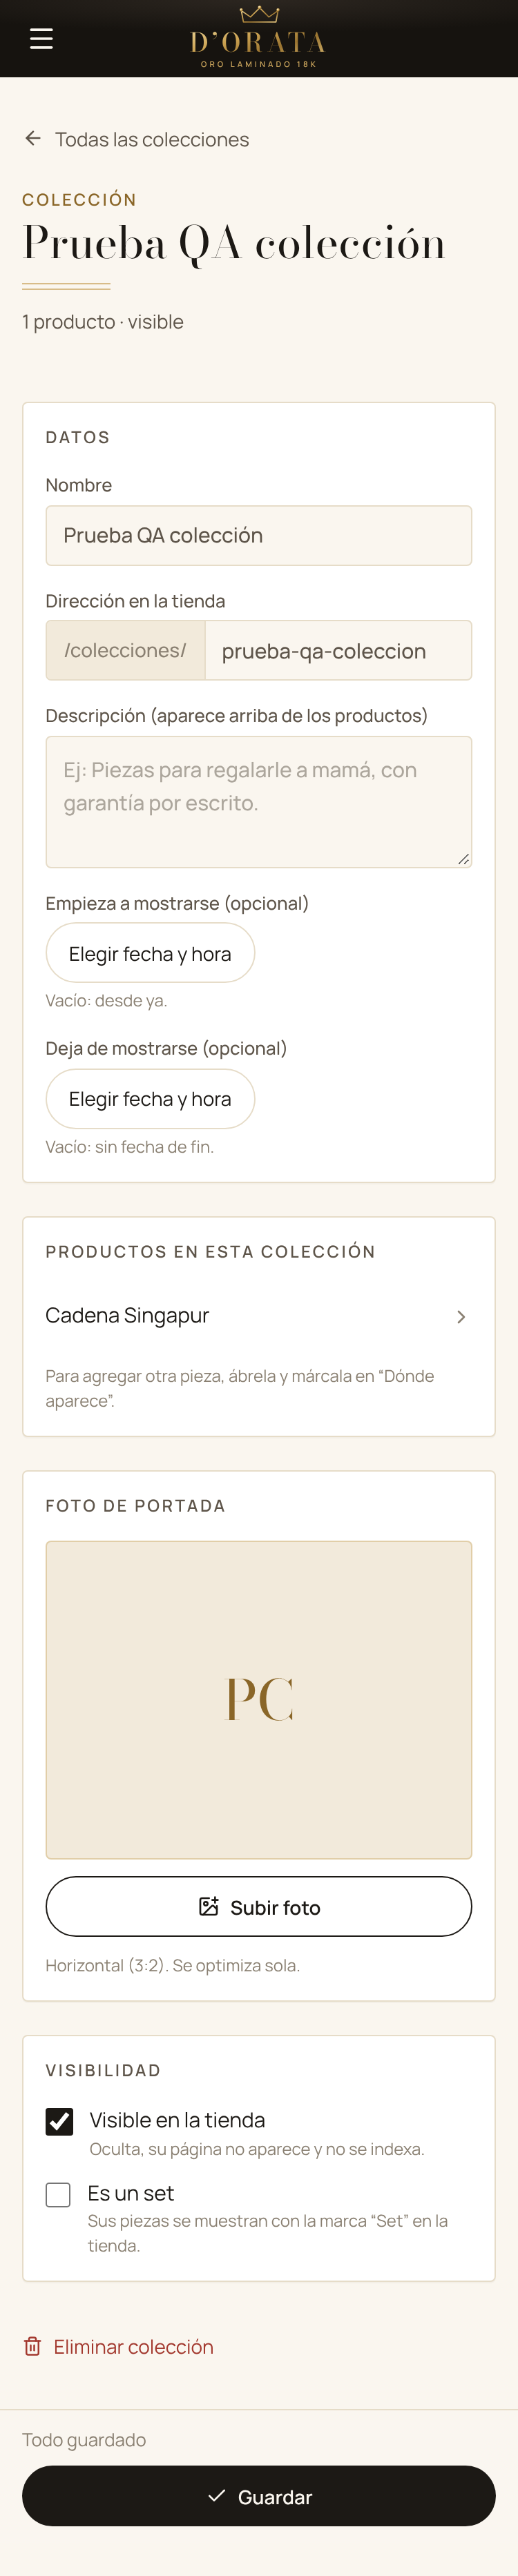 D'ORATA
ORO LAMINADO 18K
Todas las colecciones
COLECCIÓN
Prueba QA colección
1 producto · visible
DATOS
Nombre
Prueba QA colección
Dirección en la tienda
/colecciones/ prueba-qa-coleccion
Descripción (aparece arriba de los productos)
Ej: Piezas para regalarle a mamá, con
garantía por escrito.
Empieza a mostrarse (opcional)
Elegir fecha y hora
Vacío: desde ya.
Deja de mostrarse (opcional)
Elegir fecha y hora
Vacío: sin fecha de fin.
PRODUCTOS EN ESTA COLECCIÓN
Cadena Singapur
Para agregar otra pieza, ábrela y márcala en “Dónde
aparece”.
FOTO DE PORTADA
PC
Subir foto
Horizontal (3:2). Se optimiza sola.
VISIBILIDAD
Visible en la tienda
Oculta, su página no aparece y no se indexa.
Es un set
Sus piezas se muestran con la marca “Set” en la
tienda.
Eliminar colección
Todo guardado
Guardar